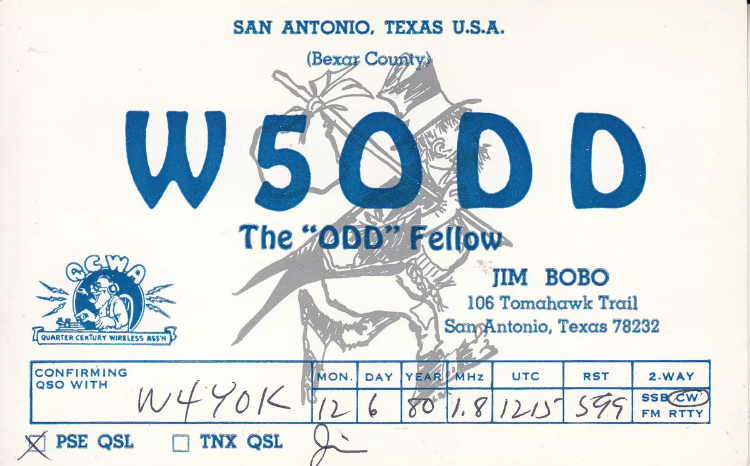 SAN ANTONIO, TEXAS U.S.A.
(Bexar County)
W5ODD
The "ODD" Fellow
QCWA
QUARTER CENTURY WIRELESS ASS'N
JIM BOBO
106 Tomahawk Trail
San Antonio, Texas 78232
CONFIRMING QSO WITH
W4YOK
MON. DAY YEAR MHz UTC RST 2-WAY
12 6 80 1.8 1215 599
SSB CW
FM RTTY
PSE QSL TNX QSL Jim